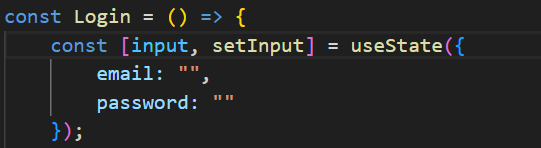 const Login = () => {
    const [input, setInput] = useState({
        email: "",
        password: ""
    });